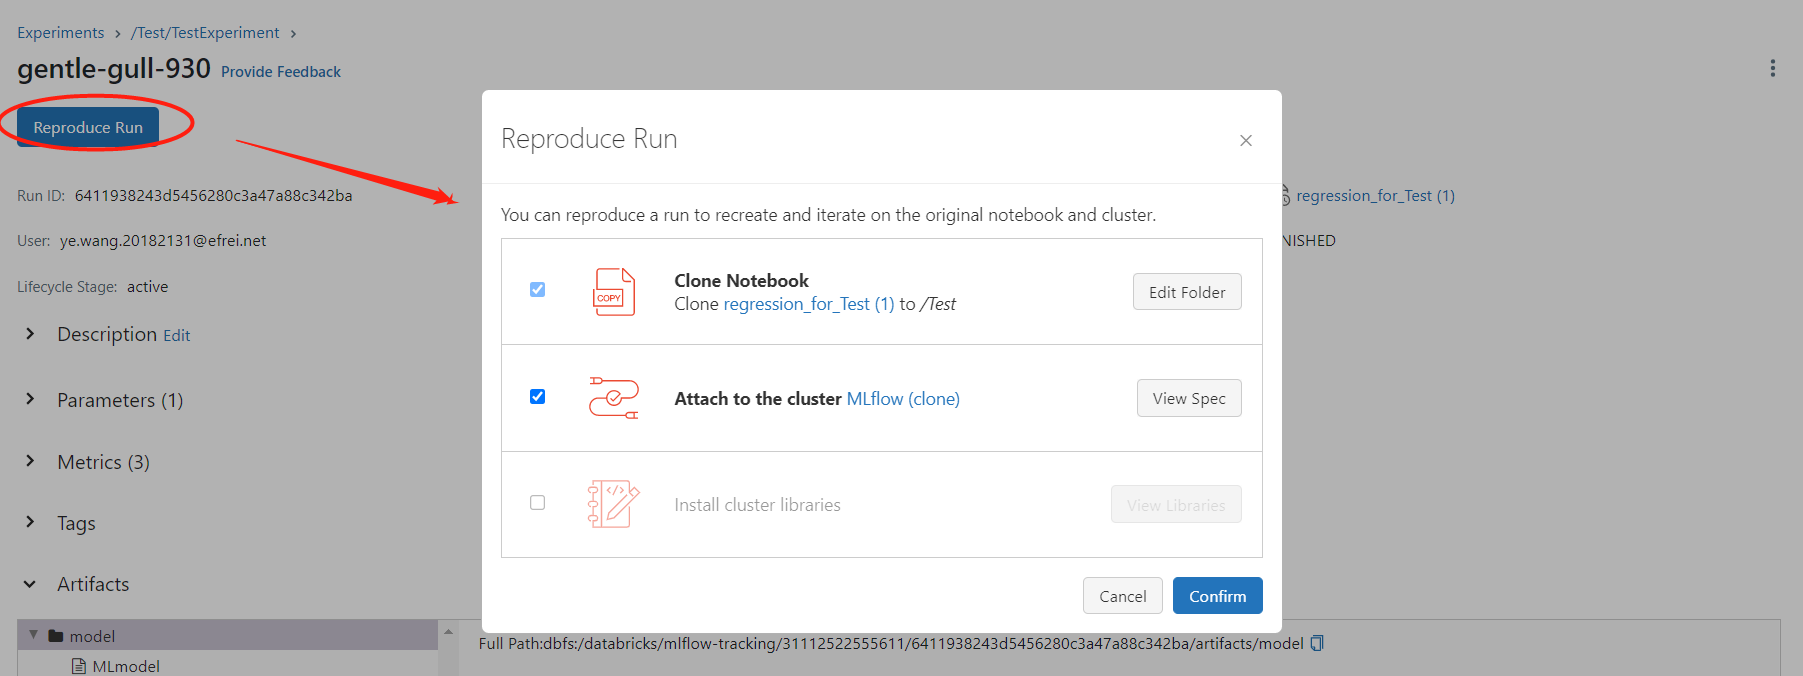 Experiments > /Test/TestExperiment >
gentle-gull-930 Provide Feedback
Reproduce Run
Run ID: 6411938243d5456280c3a47a88c342ba
regression_for_Test (1)
User: ye.wang.20182131@efrei.net
NISHED
Lifecycle Stage: active
Description Edit
Parameters (1)
Metrics (3)
Tags
Artifacts
model
MLmodel
Full Path:dbfs:/databricks/mlflow-tracking/31112522555611/6411938243d5456280c3a47a88c342ba/artifacts/model
Reproduce Run
You can reproduce a run to recreate and iterate on the original notebook and cluster.
COPY
Clone Notebook
Clone regression_for_Test (1) to /Test
Edit Folder
Attach to the cluster MLflow (clone)
View Spec
Install cluster libraries
View Libraries
Cancel
Confirm